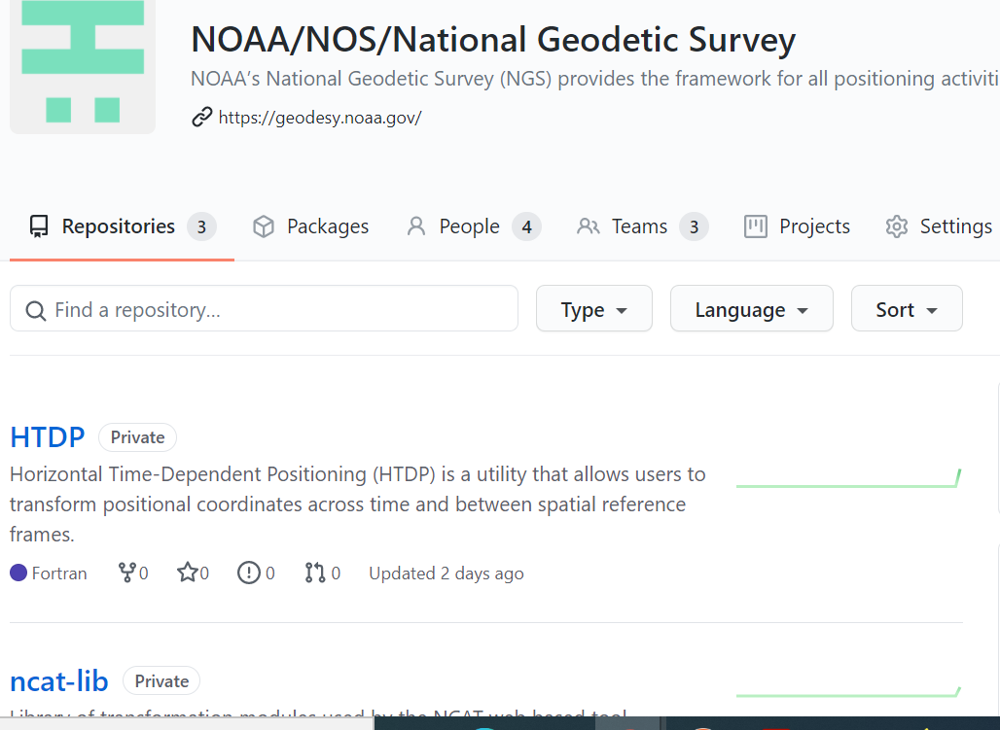 NOAA/NOS/National Geodetic Survey
NOAA’s National Geodetic Survey (NGS) provides the framework for all positioning
https://geodesy.noaa.gov/
Repositories 3 Packages People 4 Teams 3 Projects Settings
Find a repository... Type Language Sort
HTDP Private
Horizontal Time-Dependent Positioning (HTDP) is a utility that allows users to
transform positional coordinates across time and between spatial reference
frames.
Fortran 0 0 0 0 Updated 2 days ago
ncat-lib Private
Library of transformation modules used by the NCAT web-based tool